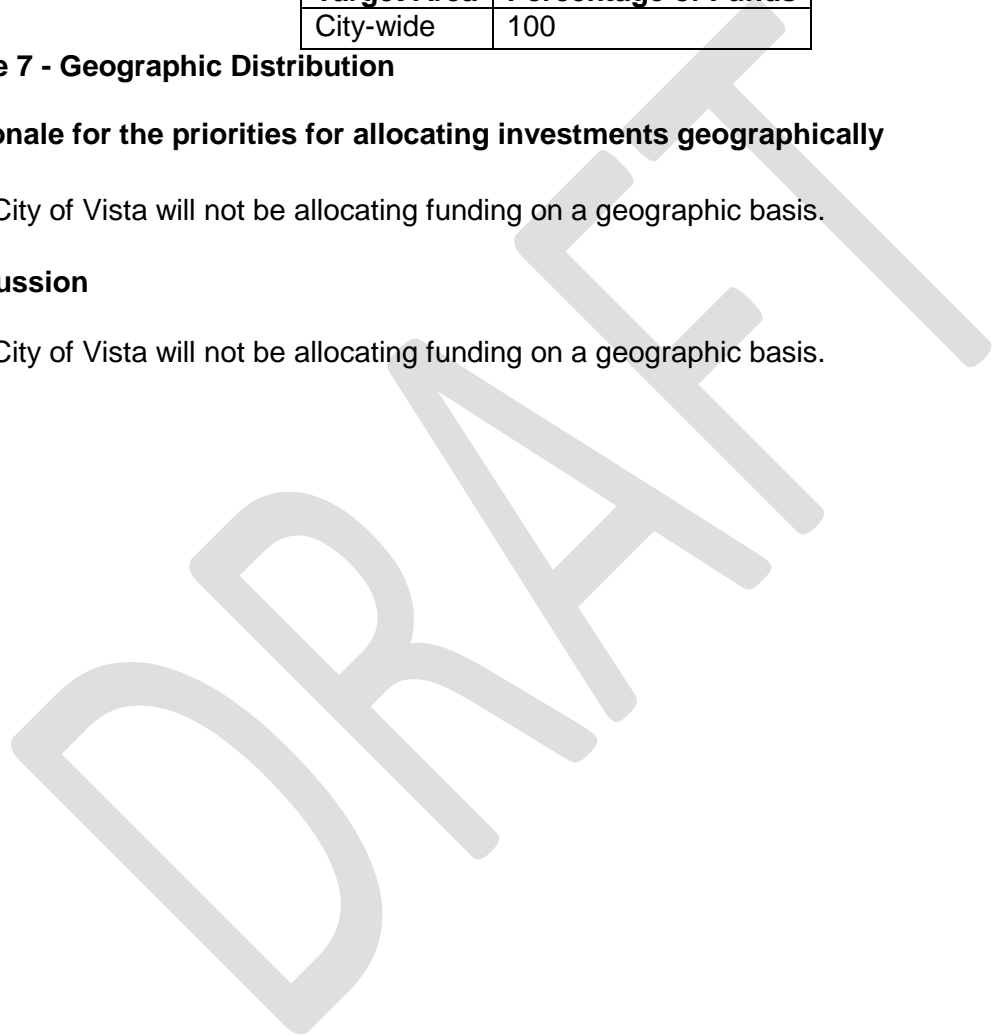 Target Area Percentage of Funds
City-wide 100
e 7 - Geographic Distribution
onale for the priorities for allocating investments geographically
City of Vista will not be allocating funding on a geographic basis.
ussion
City of Vista will not be allocating funding on a geographic basis.
DRAFT